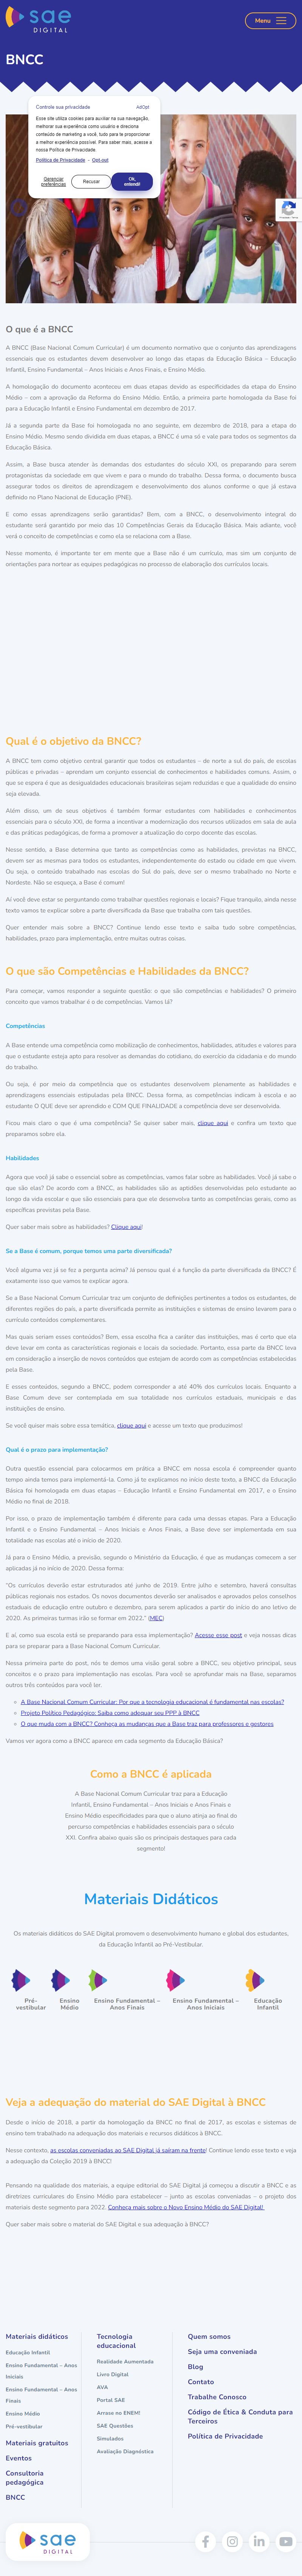 sae
DIGITAL
Menu
BNCC
Controle sua privacidade
AdOpt
Esse site utiliza cookies para auxiliar na sua navegação,
melhorar sua experiência como usuário e direciona
conteúdo de marketing, tudo para que te proporcionar
a melhor experiência, de acordo com nossa
nossa Política de Privacidade.
Política de Privacidade - Opt-out
Gerenciar
preferências
Recusar
Ok,
entendi!
O que é a BNCC
A BNCC (Base Nacional Comum Curricular) é um documento normativo que o conjunto das aprendizagens
essenciais que os estudantes devem desenvolver ao longo das etapas da Educação Básica – Educação
Infantil, Ensino Fundamental – Anos Iniciais e Anos Finais, e Ensino Médio.
A homologação do documento aconteceu em duas etapas devido as especificidades da etapa do Ensino
Médio – com a aprovação da Reforma do Ensino Médio. Então, a primeira parte homologada da Base foi
para a Educação Infantil e Ensino Fundamental em dezembro de 2017.
Já a segunda parte da Base foi homologada no ano seguinte, em dezembro de 2018, para a etapa do
Ensino Médio. Mesmo sendo dividida em duas etapas, a BNCC é uma só e vale para todos os segmentos da
Educação Básica.
Assim, a Base busca atender às demandas dos estudantes do século XXI, os preparando para serem
protagonistas da sociedade em que vivem e para o mundo do trabalho. Dessa forma, o documento busca
assegurar todos os direitos de aprendizagem e desenvolvimento dos alunos conforme o que já estava
definido no Plano Nacional de Educação (PNE).
E como essas aprendizagens serão garantidas? Bem, com a BNCC, o desenvolvimento integral do
estudante será garantido por meio das 10 Competências Gerais da Educação Básica. Mais adiante, você
verá o conceito de competências e como ela se relaciona com a Base.
Nesse momento, é importante ter em mente que a Base não é um currículo, mas sim um conjunto de
orientações para nortear as equipes pedagógicas no processo de elaboração dos currículos locais.
Qual é o objetivo da BNCC?
A BNCC tem como objetivo central garantir que todos os estudantes – de norte a sul do país, de escolas
públicas e privadas – aprendam um conjunto essencial de conhecimentos e habilidades comuns. Assim, o
que se espera é que as desigualdades educacionais brasileiras sejam reduzidas e que a qualidade do ensino
seja elevada.
Além disso, um de seus objetivos é também formar estudantes com habilidades e conhecimentos
essenciais para o século XXI, de forma a incentivar a modernização dos recursos utilizados em sala de aula
e das práticas pedagógicas, de forma a promover a atualização do corpo docente das escolas.
Nesse sentido, a Base determina que tanto as competências como as habilidades, previstas na BNCC,
devem ser as mesmas para todos os estudantes, independentemente do estado ou cidade em que vivem.
Ou seja, o conteúdo trabalhado nas escolas do Sul do país, deve ser o mesmo trabalhado no Norte e
Nordeste. Não se esqueça, a Base é comum!
Aí você deve estar se perguntando como trabalhar questões regionais e locais? Fique tranquilo, ainda nesse
texto vamos te explicar sobre a parte diversificada da Base que trabalha com tais questões.
Quer entender mais sobre a BNCC? Continue lendo esse texto e saiba tudo sobre competências,
habilidades, prazo para implementação, entre muitas outras coisas.
O que são Competências e Habilidades da BNCC?
Para começar, vamos responder a seguinte questão: o que são competências e habilidades? O primeiro
conceito que vamos trabalhar é o de competências. Vamos lá?
Competências
A Base entende uma competência como mobilização de conhecimentos, habilidades, atitudes e valores para
que o estudante esteja apto para resolver as demandas do cotidiano, do exercício da cidadania e do mundo
do trabalho.
Ou seja, é por meio da competência que os estudantes desenvolvem plenamente as habilidades e
aprendizagens essenciais estipuladas pela BNCC. Dessa forma, as competências indicam à escola e ao
estudante O QUE deve ser aprendido e COM QUE FINALIDADE a competência deve ser desenvolvida.
Ficou mais claro o que é uma competência? Se quiser saber mais, clique aqui e confira um texto que
preparamos sobre ela.
Habilidades
Agora que você já sabe o essencial sobre as competências, vamos falar sobre as habilidades. Você já sabe o
que são elas? De acordo com a BNCC, as habilidades são as aptidões desenvolvidas pelo estudante ao
longo da vida escolar e que vão ensiná-lo de maneira que desenvolva tanto as competências gerais, como as
específicas previstas pela Base.
Quer saber mais sobre as habilidades? Clique aqui!
Se a Base é comum, porque temos uma parte diversificada?
Você alguma vez já se fez a pergunta acima? Já pensou qual é a função da parte diversificada da BNCC? É
exatamente isso que vamos te explicar agora.
Se a Base Nacional Comum Curricular traz um conjunto de definições pertinentes a todos os estudantes, de
diferentes regiões do país, a parte diversificada permite as instituições e sistemas de ensino levarem para o
currículo conteúdos complementares.
Mas quais seriam esses conteúdos? Bem, essa escolha fica a caráter das instituições, mas é certo que ela
deve levar em conta as características regionais e locais da sociedade. Portanto, essa parte da BNCC leva
em consideração a inserção de novos conteúdos que estejam de acordo com as competências estabelecidas
pela Base.
E esses conteúdos, segundo a BNCC, podem corresponder a até 40% dos currículos locais. Enquanto a
Base Comum deve ser contemplada em sua totalidade nos currículos estaduais, municipais e das
instituições de ensino.
Se você quiser mais sobre essa temática, clique aqui e acesse um texto que produzimos!
Qual é o prazo para implementação?
Outra questão essencial para colocarmos em prática a BNCC em nossa escola é compreender quanto
tempo ainda temos para implementá-la. Como já te explicamos no início deste texto, a BNCC da Educação
Básica foi homologada em duas etapas – Educação Infantil e Ensino Fundamental em 2017, e o Ensino
Médio no final de 2018.
Por isso, o prazo de implementação também é diferente para cada uma dessas etapas. Para a Educação
Infantil e o Ensino Fundamental – Anos Iniciais e Anos Finais, a Base deve ser implementada em sua
totalidade nas escolas até o início de 2020.
Já para o Ensino Médio, a previsão, segundo o Ministério da Educação, é que as mudanças comecem a ser
aplicadas já no início de 2020. Dessa forma:
“Os currículos deverão estar estruturados até junho de 2019. Entre julho e setembro, haverá consultas
públicas regionais nos estados. Os novos documentos deverão ser analisados e aprovados pelos conselhos
estaduais de educação entre outubro e dezembro, para serem aplicados a partir do início do ano letivo de
2020. As primeiras turmas irão se formar em 2022.” (MEC)
E aí, como sua escola está se preparando para essa implementação? Acesse esse post e veja nossas dicas
para se preparar para a Base Nacional Comum Curricular.
Nessa primeira parte do post, nós te demos uma visão geral sobre a BNCC, seu objetivo principal, seus
conceitos e o prazo para sua implementação nas escolas. Para você se aprofundar mais na Base, separamos
três materiais para você ler:
A Base Nacional Comum Curricular: Por que a tecnologia educacional é fundamental nas escolas?
Projeto Político Pedagógico: Saiba como adequar seu PPP à BNCC
O que muda com a BNCC? Conheça as mudanças que a Base traz para professores e gestores
Vamos ver agora como a BNCC aparece em cada segmento da Educação Básica?
Como a BNCC é aplicada
A Base Nacional Comum Curricular traz para a Educação
Infantil, Ensino Fundamental – Anos Iniciais e Anos Finais e
Ensino Médio especificidades para que o aluno atinja ao final do
percurso competências e habilidades essenciais para o século
XXI. Confira abaixo quais são os principais destaques para cada
segmento!
Materiais Didáticos
Os materiais didáticos do SAE Digital promovem o desenvolvimento humano e global dos estudantes,
da Educação Infantil ao Pré-Vestibular.
Pré-
vestibular
Ensino
Médio
Ensino Fundamental –
Anos Finais
Ensino Fundamental –
Anos Iniciais
Educação
Infantil
Veja a adequação do material do SAE Digital à BNCC
Desde o início de 2018, a partir da homologação da BNCC no final de 2017, as escolas e sistemas de
ensino tem trabalhado na adequação dos materiais e recursos didáticos à BNCC.
Nesse contexto, as escolas conveniadas ao SAE Digital já saíram na frente! Continue lendo esse texto e veja
a adequação da Coleção 2019 à BNCC!
Pensando na qualidade dos materiais, a equipe editorial do SAE Digital já começou a discutir a BNCC e as
diretrizes curriculares do Ensino Médio para estabelecer – junto as escolas conveniadas – o projeto dos
materiais deste segmento para 2022. Conheça mais sobre o Novo Ensino Médio do SAE Digital!
Quer saber mais sobre o material do SAE Digital e sua adequação à BNCC?
Materiais didáticos
Educação Infantil
Ensino Fundamental – Anos
Iniciais
Ensino Fundamental – Anos
Finais
Ensino Médio
Pré-vestibular
Materiais gratuitos
Eventos
Consultoria
pedagógica
BNCC
Tecnologia
educacional
Realidade Aumentada
Livro Digital
AVA
Portal SAE
Arrase no ENEM!
SAE Questões
Simulados
Avaliação Diagnóstica
Quem somos
Seja uma conveniada
Blog
Contato
Trabalhe Conosco
Código de Ética & Conduta para
Terceiros
Política de Privacidade
sae
DIGITAL